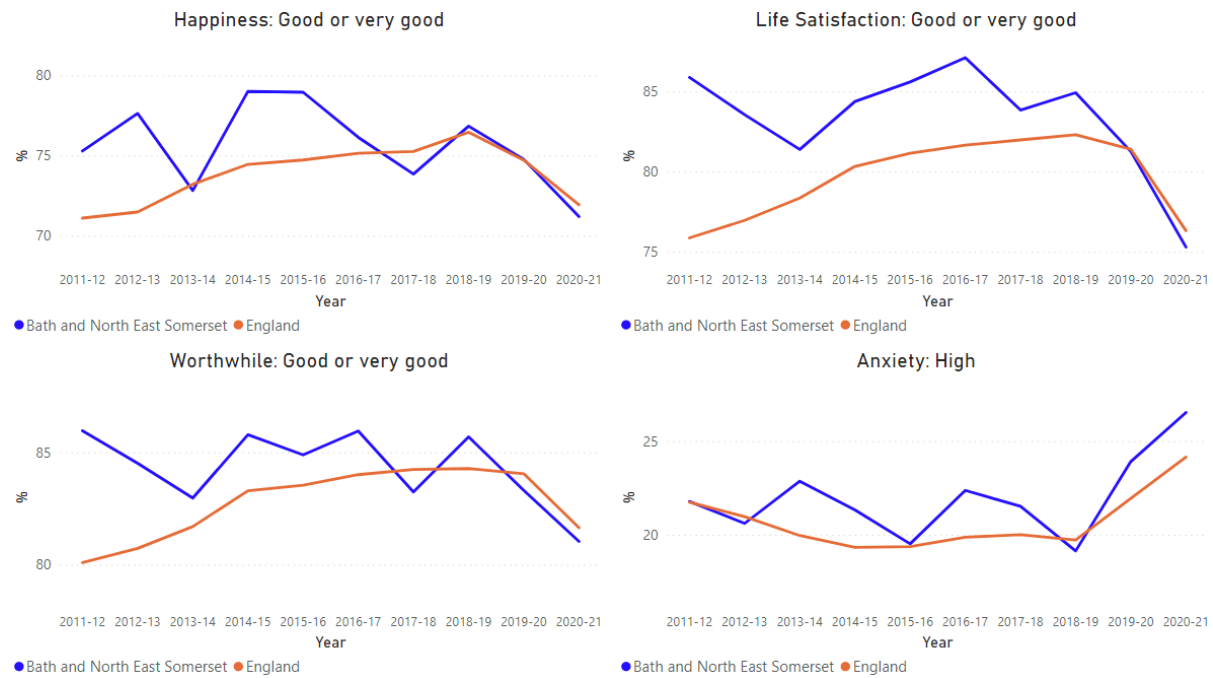 Happiness: Good or very good
80
75
70
%
2011-12 2012-13 2013-14 2014-15 2015-16 2016-17 2017-18 2018-19 2019-20 2020-21
Year
Bath and North East Somerset England
Life Satisfaction: Good or very good
85
80
75
%
2011-12 2012-13 2013-14 2014-15 2015-16 2016-17 2017-18 2018-19 2019-20 2020-21
Year
Bath and North East Somerset England
Worthwhile: Good or very good
85
80
%
2011-12 2012-13 2013-14 2014-15 2015-16 2016-17 2017-18 2018-19 2019-20 2020-21
Year
Bath and North East Somerset England
Anxiety: High
25
20
%
2011-12 2012-13 2013-14 2014-15 2015-16 2016-17 2017-18 2018-19 2019-20 2020-21
Year
Bath and North East Somerset England